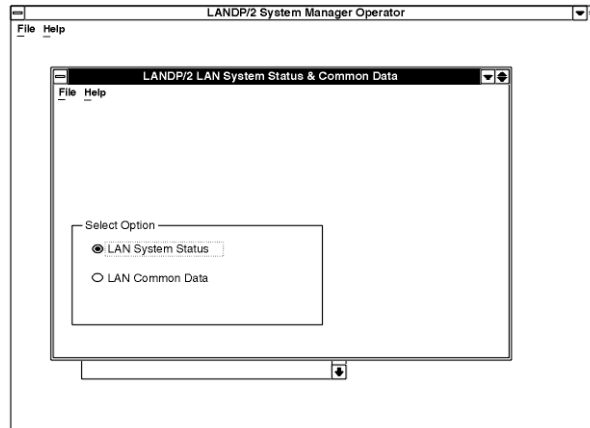 LANDP/2 System Manager Operator
File Help
LANDP/2 LAN System Status & Common Data
File Help
Select Option
LAN System Status
LAN Common Data